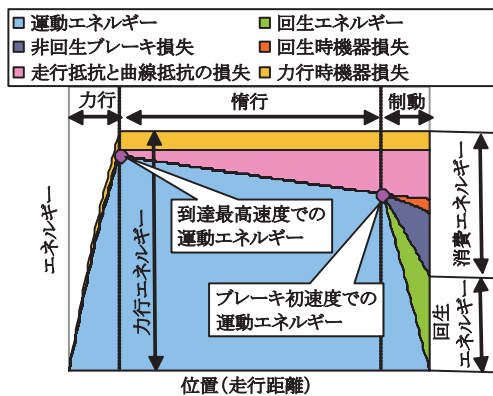 運動エネルギー
回生エネルギー
非回生ブレーキ損失
回生時機器損失
走行抵抗と曲線抵抗の損失
力行時機器損失
力行
惰行
制動
エネルギー
力行エネルギー
到達最高速度での
運動エネルギー
ブレーキ初速度での
運動エネルギー
消費エネルギー
回生
エネルギー
位置(走行距離)